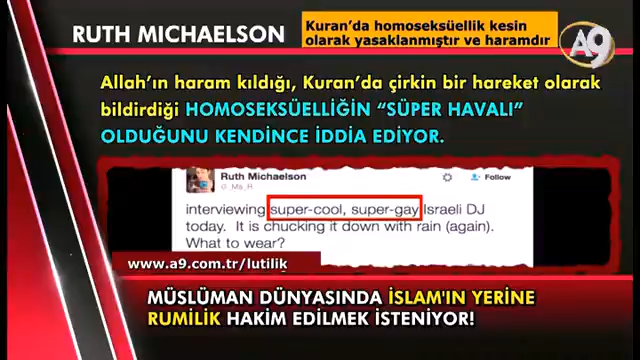 RUTH MICHAELSON
Kuran'da homoseksüellik kesin
olarak yasaklanmıştır ve haramdır
A9
Allah'ın haram kıldığı, Kuran'da çirkin bir hareket olarak
bildirdiği HOMOSEKSÜELLİĞİN "SÜPER HAVALI"
OLDUĞUNU KENDİNCE İDDİA EDİYOR.
Ruth Michaelson
@_Ms_R
Follow
interviewing super-cool, super-gay Israeli DJ
today. It is chucking it down with rain (again).
What to wear?
www.a9.com.tr/lutilik
MÜSLÜMAN DÜNYASINDA İSLAM'IN YERİNE
RUMİLİK HAKİM EDİLMEK İSTENİYOR!